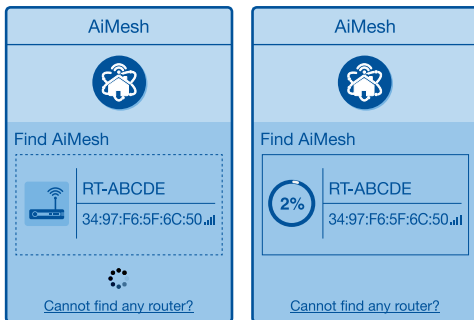 AiMesh
Find AiMesh
RT-ABCDE
34:97:F6:5F:6C:50
Cannot find any router?
AiMesh
Find AiMesh
2%
RT-ABCDE
34:97:F6:5F:6C:50
Cannot find any router?